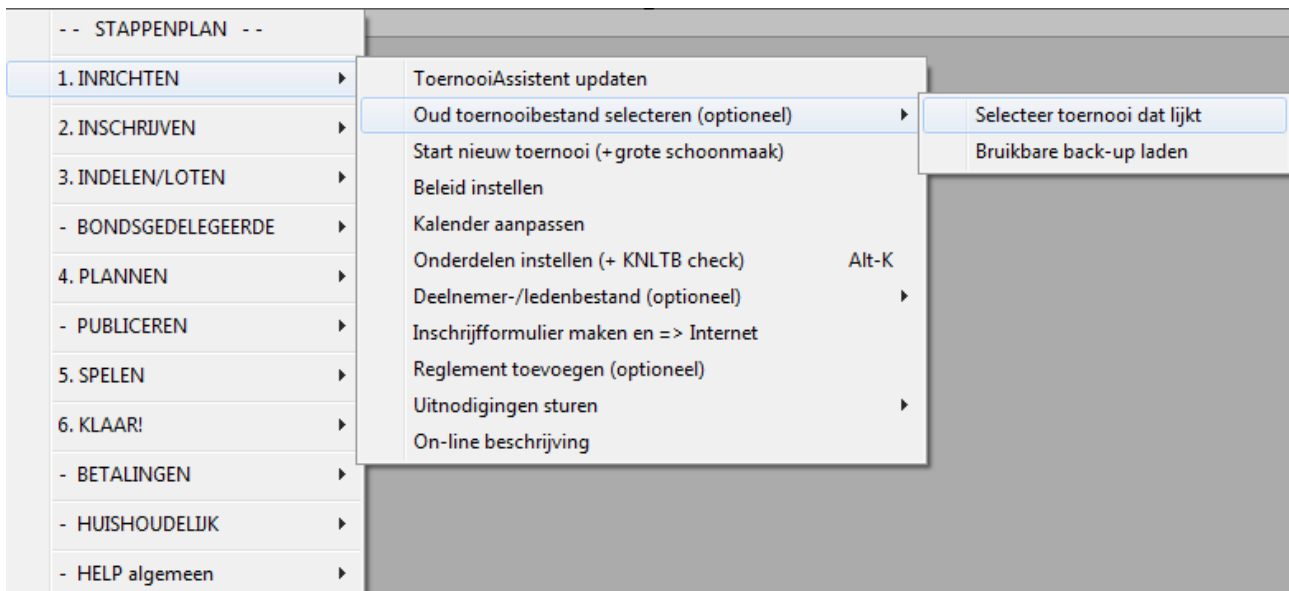 -- STAPPENPLAN --
1. INRICHTEN
2. INSCHRIJVEN
3. INDELEN/LOTEN
- BONDSGEDELEGEERDE
4. PLANNEN
- PUBLICEREN
5. SPELEN
6. KLAAR!
- BETALINGEN
- HUISHOUDELIJK
- HELP algemeen
ToernooiAssistent updaten
Oud toernooibestand selecteren (optioneel)
Start nieuw toernooi (+grote schoonmaak)
Beleid instellen
Kalender aanpassen
Onderdelen instellen (+ KNLTB check) Alt-K
Deelnemer-/ledenbestand (optioneel)
Inschrijfformulier maken en => Internet
Reglement toevoegen (optioneel)
Uitnodigingen sturen
On-line beschrijving
Selecteer toernooi dat lijkt
Bruikbare back-up laden